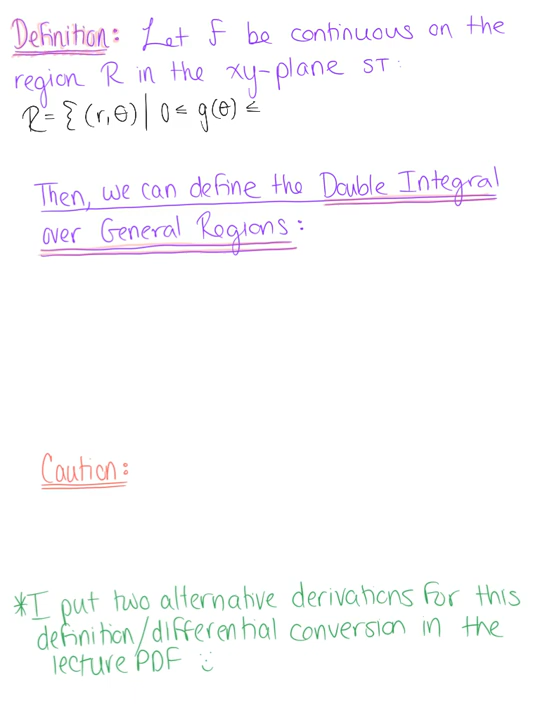 Definition: Let f be continuous on the
region R in the xy-plane ST:
R = { (r, θ) | 0 ≤ g(θ) ≤
Then, we can define the Double Integral
over General Regions:
Caution:
*I put two alternative derivations for this
definition/differential conversion in the
lecture PDF :)